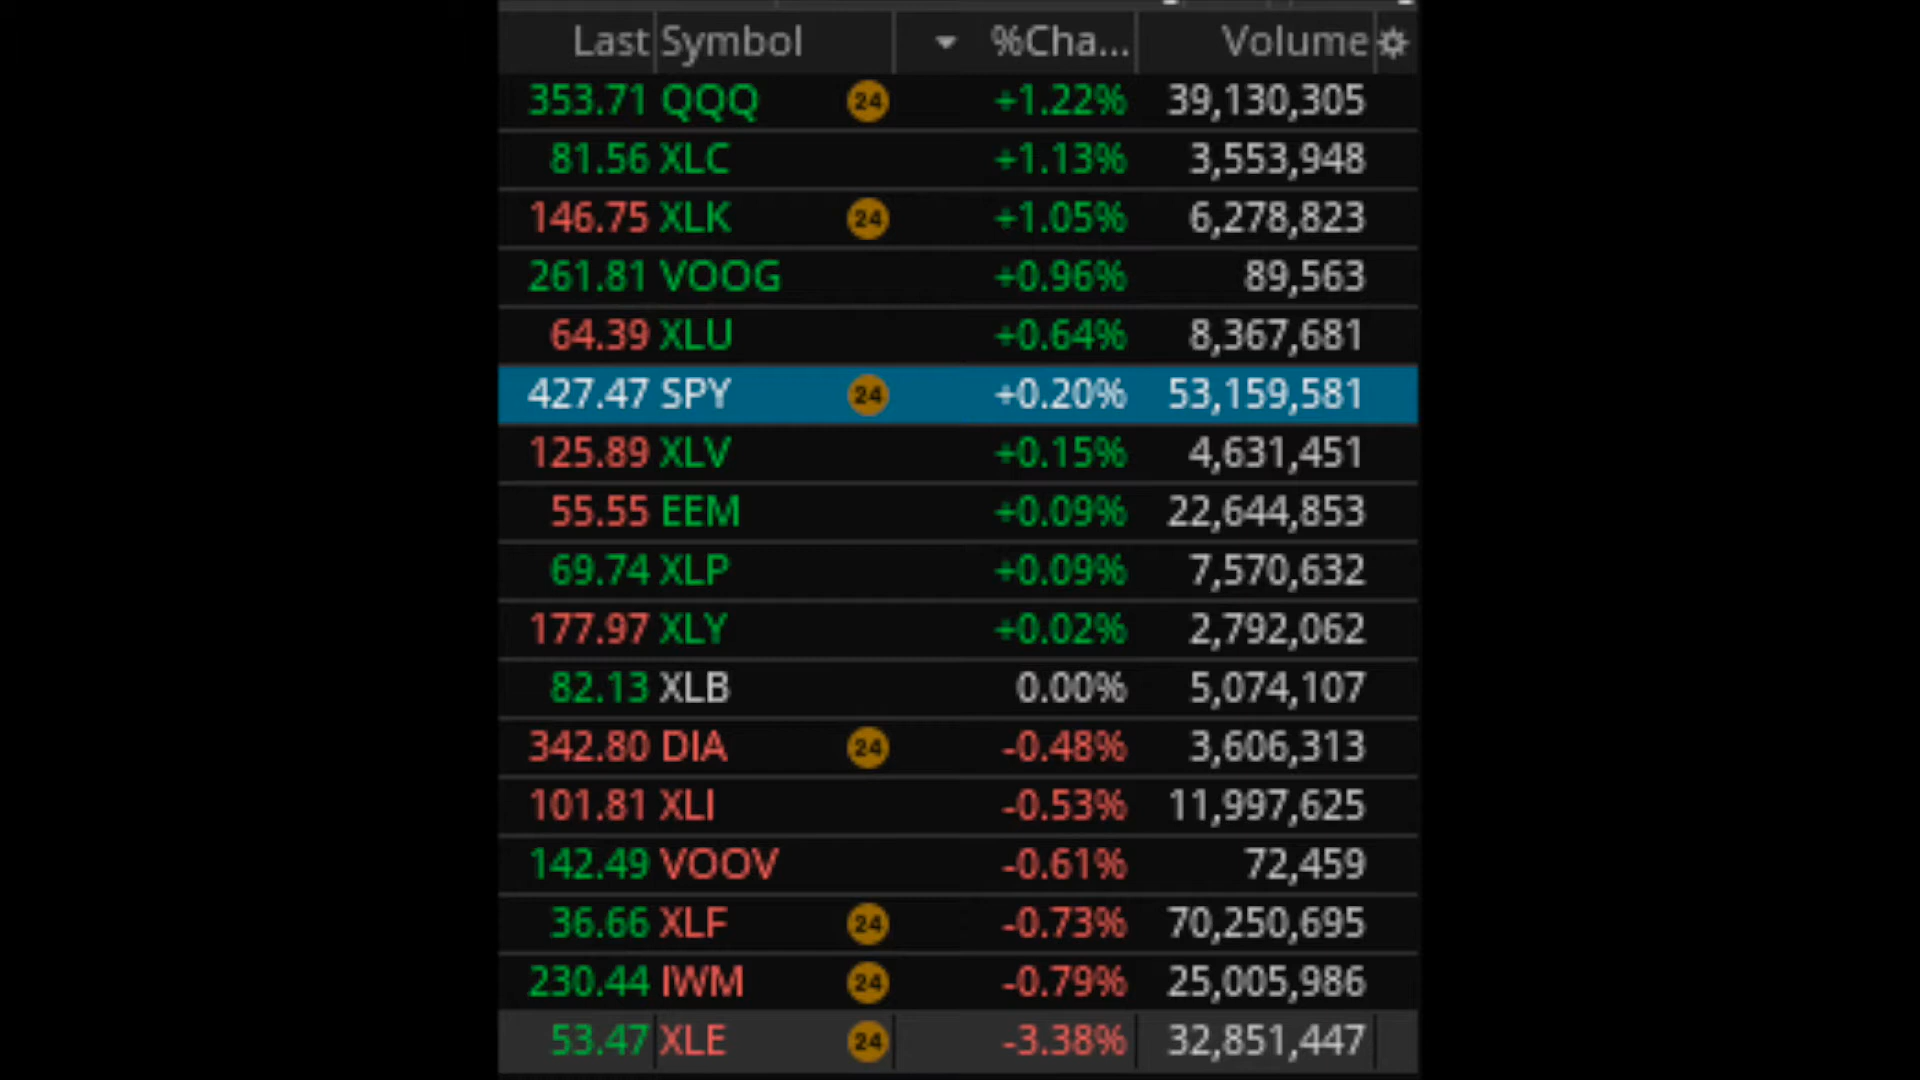 Last Symbol %Cha... Volume
353.71 QQQ 24 +1.22% 39,130,305
81.56 XLC +1.13% 3,553,948
146.75 XLK 24 +1.05% 6,278,823
261.81 VOOG +0.96% 89,563
64.39 XLU +0.64% 8,367,681
427.47 SPY 24 +0.20% 53,159,581
125.89 XLV +0.15% 4,631,451
55.55 EEM +0.09% 22,644,853
69.74 XLP +0.09% 7,570,632
177.97 XLY +0.02% 2,792,062
82.13 XLB 0.00% 5,074,107
342.80 DIA 24 -0.48% 3,606,313
101.81 XLI -0.53% 11,997,625
142.49 VOOV -0.61% 72,459
36.66 XLF 24 -0.73% 70,250,695
230.44 IWM 24 -0.79% 25,005,986
53.47 XLE 24 -3.38% 32,851,447